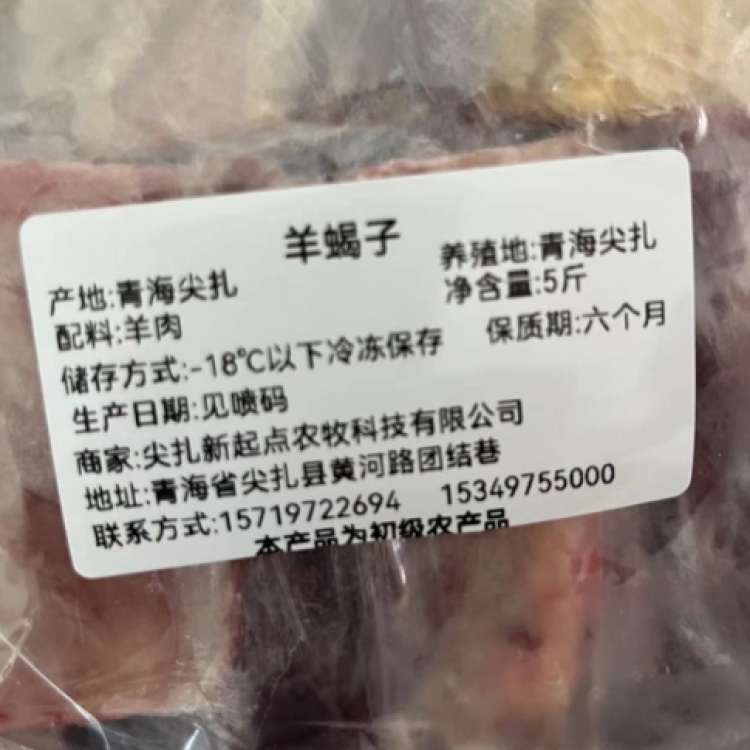 羊蝎子
产地:青海尖扎 养殖地:青海尖扎
配料:羊肉 净含量:5斤
储存方式:-18℃以下冷冻保存 保质期:六个月
生产日期:见喷码
商家:尖扎新起点农牧科技有限公司
地址:青海省尖扎县黄河路团结巷
联系方式:15719722694 15349755000
本产品为初级农产品